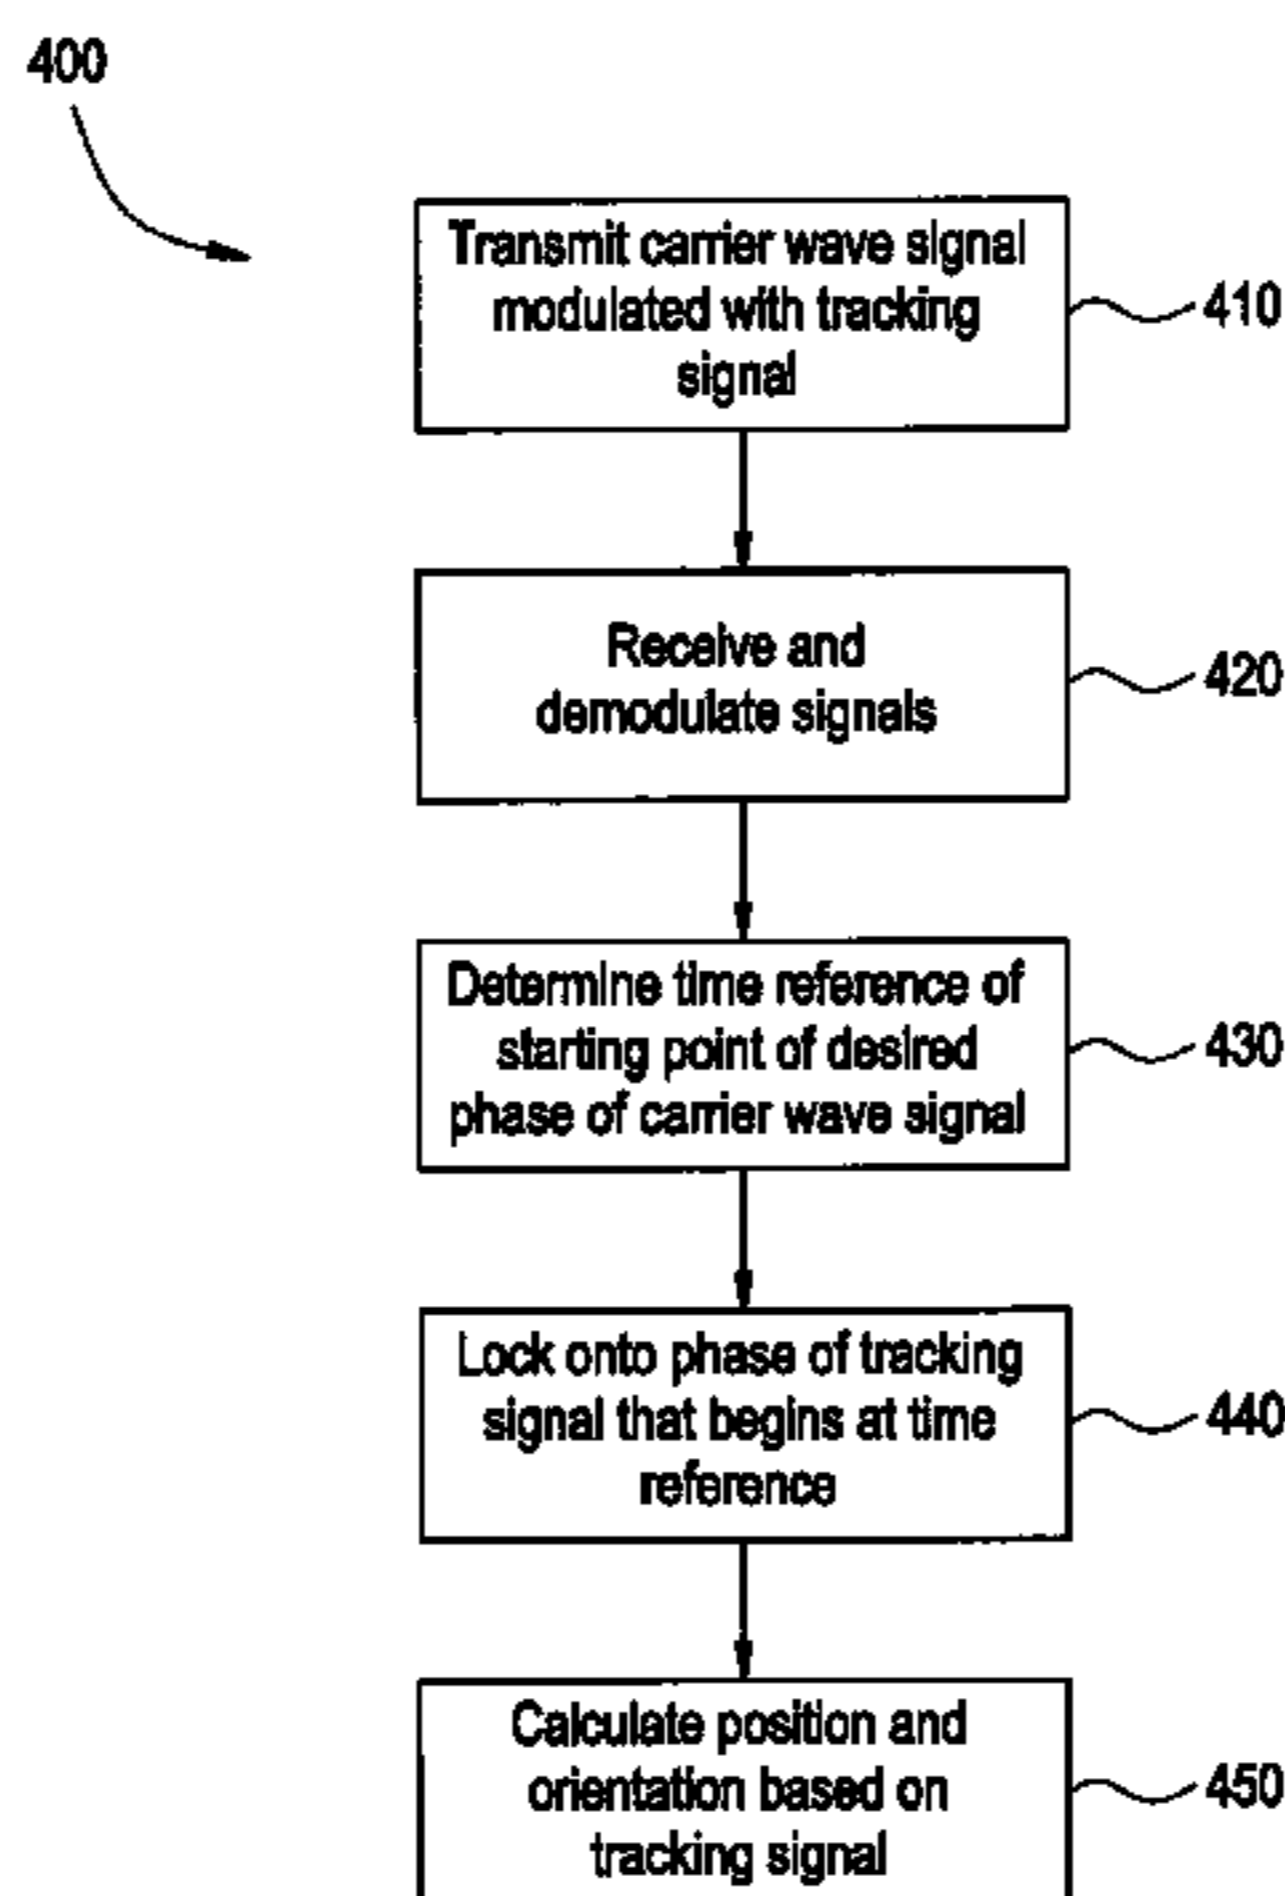 400
Transmit carrier wave signal
modulated with tracking
signal
410
Receive and
demodulate signals
420
Determine time reference of
starting point of desired
phase of carrier wave signal
430
Lock onto phase of tracking
signal that begins at time
reference
440
Calculate position and
orientation based on
tracking signal
450